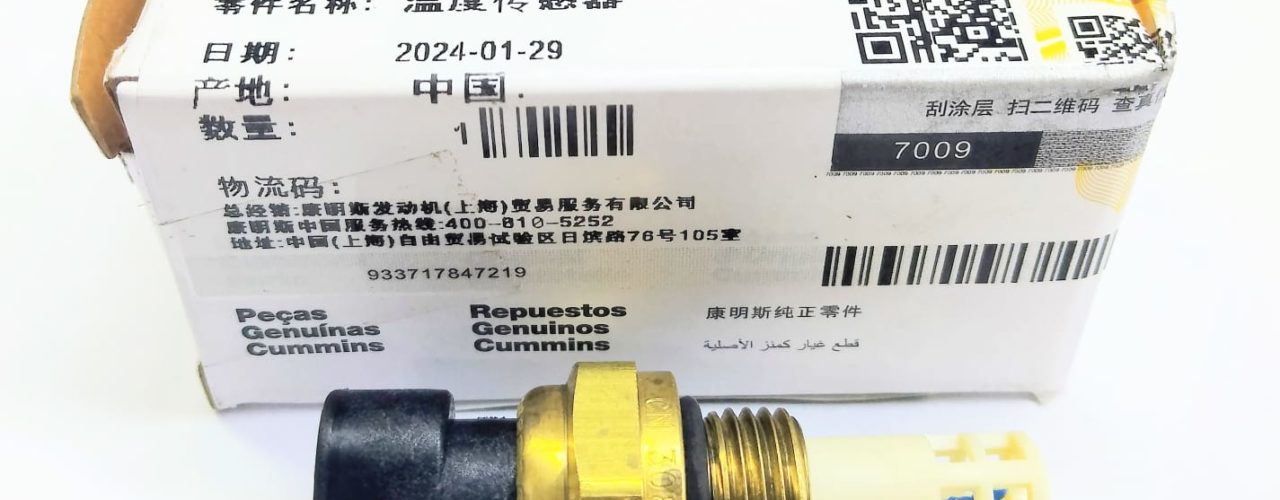 零件名称: 温度传感器
日期: 2024-01-29
产地: 中国.
数量: 1
刮涂层 扫二维码 查真
7009
物流码:
总经销:康明斯发动机(上海)贸易服务有限公司
康明斯中国服务热线:400-810-5252
地址:中国(上海)自由贸易试验区日滨路76号105室
933717847219
Peças
Genuínas
Cummins
Repuestos
Genuinos
Cummins
康明斯纯正零件
قطع غيار كمنز الأصلية